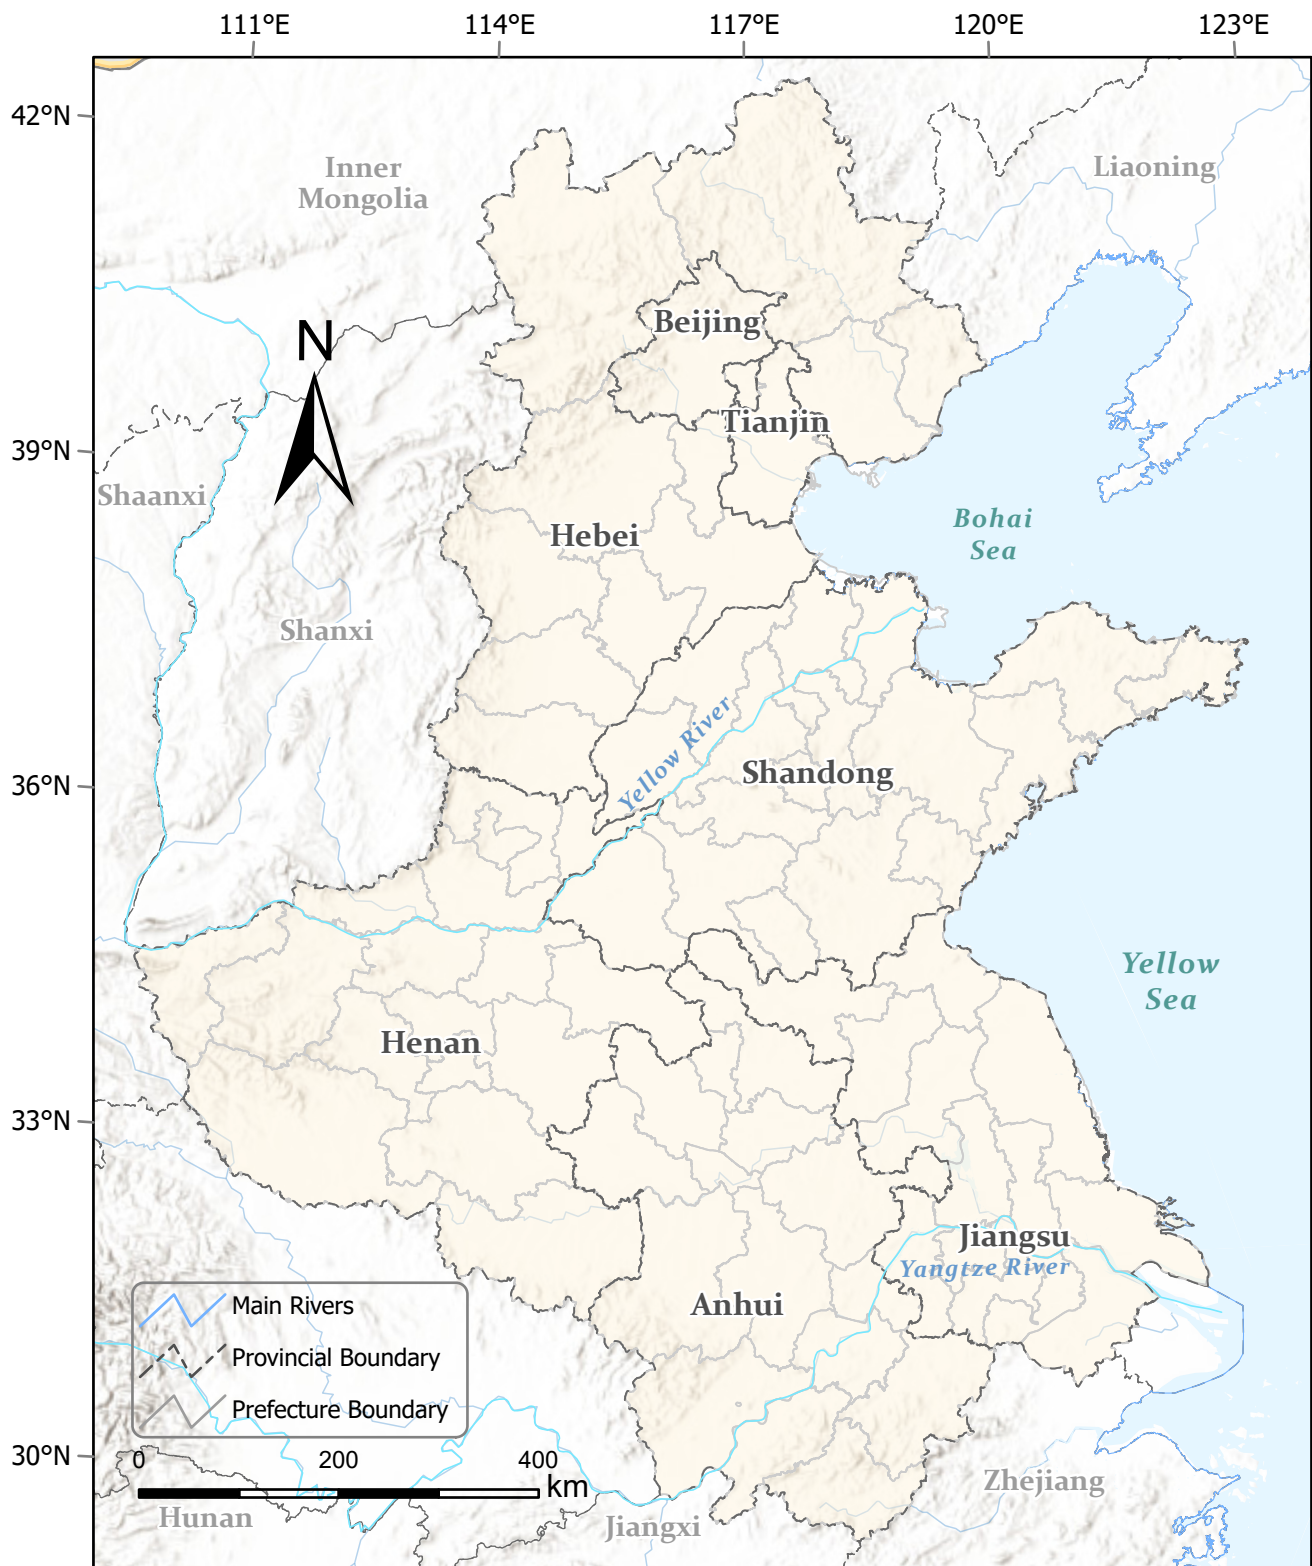 111°E 114°E 117°E 120°E 123°E
42°N
Inner
Mongolia
Liaoning
N
Beijing
Tianjin
39°N
Shaanxi
Bohai
Sea
Hebei
Shanxi
Yellow River
36°N
Shandong
Yellow
Sea
Henan
33°N
Jiangsu
Yangtze River
Anhui
Main Rivers
Provincial Boundary
Prefecture Boundary
30°N
0 200 400
km
Zhejiang
Hunan
Jiangxi